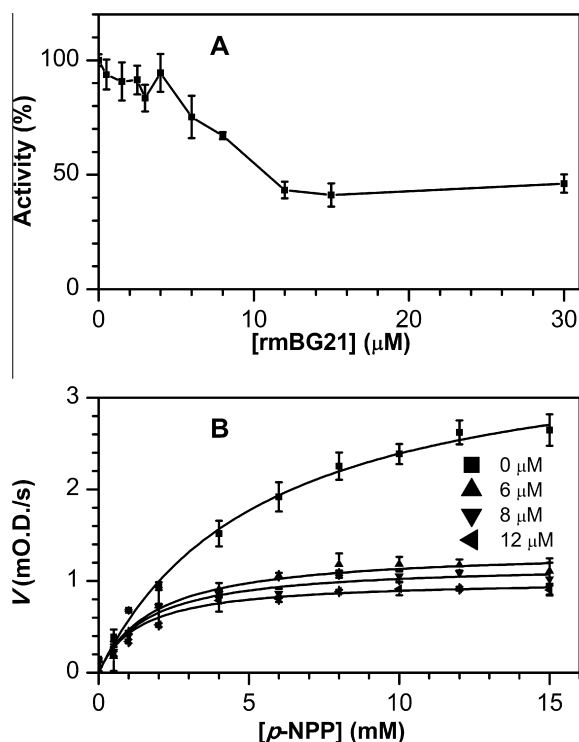 A
Activity (%)
100
50
0
0
10
20
30
[rmBG21] (μM)
B
V (mO.D./s)
3
2
1
0
0 μM
6 μM
8 μM
12 μM
0
5
10
15
[p-NPP] (mM)